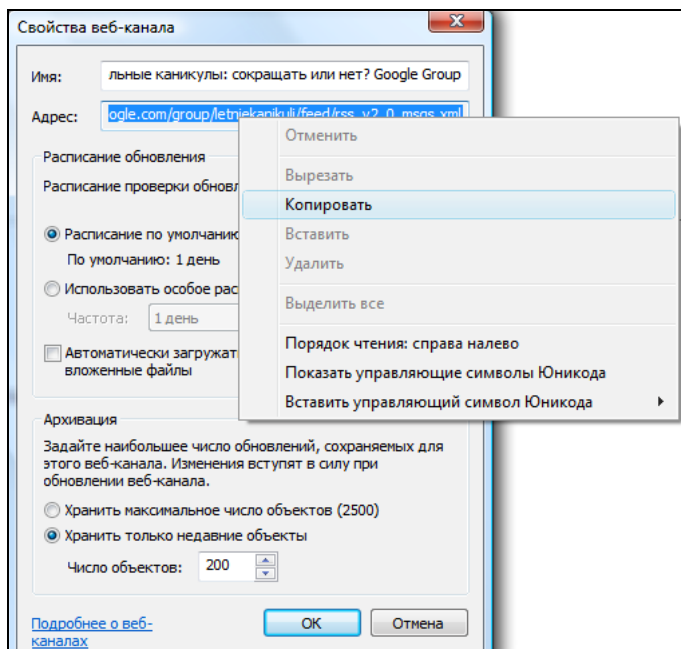 Свойства веб-канала
Имя: льные каникулы: сокращать или нет? Google Group
Адрес: ogle.com/group/letniekanikuli/feed/rss_v2_0_msgs.xml
Отменить
Расписание обновления
Вырезать
Расписание проверки
Копировать
Расписание по умолчанию
Вставить
По умолчанию: 1 день
Удалить
Использовать особое
Выделить все
Частота: 1 день
Порядок чтения: справа налево
Автоматически
вложенные файлы
Показать управляющие символы Юникода
Вставить управляющий символ Юникода
Архивация
Задайте наибольшее число обновлений, сохраняемых для
этого веб-канала. Изменения вступят в силу при
обновлении веб-канала.
Хранить максимальное число объектов (2500)
Хранить только недавние объекты
Число объектов: 200
Подробнее о веб-
каналах
ОК Отмена